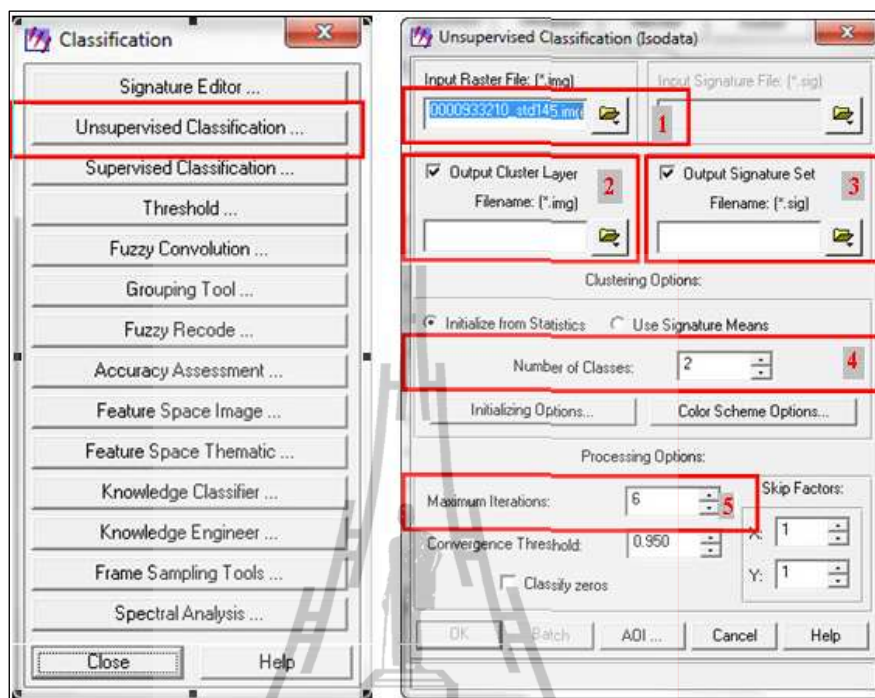 Classification
Signature Editor ...
Unsupervised Classification ...
Supervised Classification ...
Threshold ...
Fuzzy Convolution ...
Grouping Tool ...
Fuzzy Recode ...
Accuracy Assessment ...
Feature Space Image ...
Feature Space Thematic ...
Knowledge Classifier ...
Knowledge Engineer ...
Frame Sampling Tools ...
Spectral Analysis ...
Close Help
Unsupervised Classification (Isodata)
Input Raster File: (*.img) Input Signature File: (*.sig)
1
Output Cluster Layer 2 Output Signature Set 3
Filename: (*.img) Filename: (*.sig)
Clustering Options:
Initialize from Statistics Use Signature Means
Number of Classes: 2 4
Initializing Options... Color Scheme Options...
Processing Options:
Maximum Iterations: 6 5 Skip Factors:
Convergence Threshold: 0.950 X: 1
Classify zeros Y: 1
OK Batch AOI ... Cancel Help